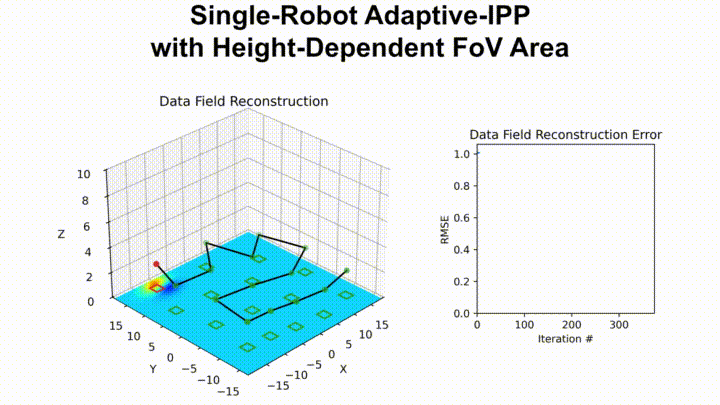 Single-Robot Adaptive-IPP
with Height-Dependent FoV Area
Data Field Reconstruction
10
8
6
4
2
0
Z
15
10
5
0
−5
−10
−15
Y
−15
−10
−5
0
5
10
15
X
Data Field Reconstruction Error
1.0
0.8
0.6
0.4
0.2
0.0
RMSE
0 100 200 300
Iteration #